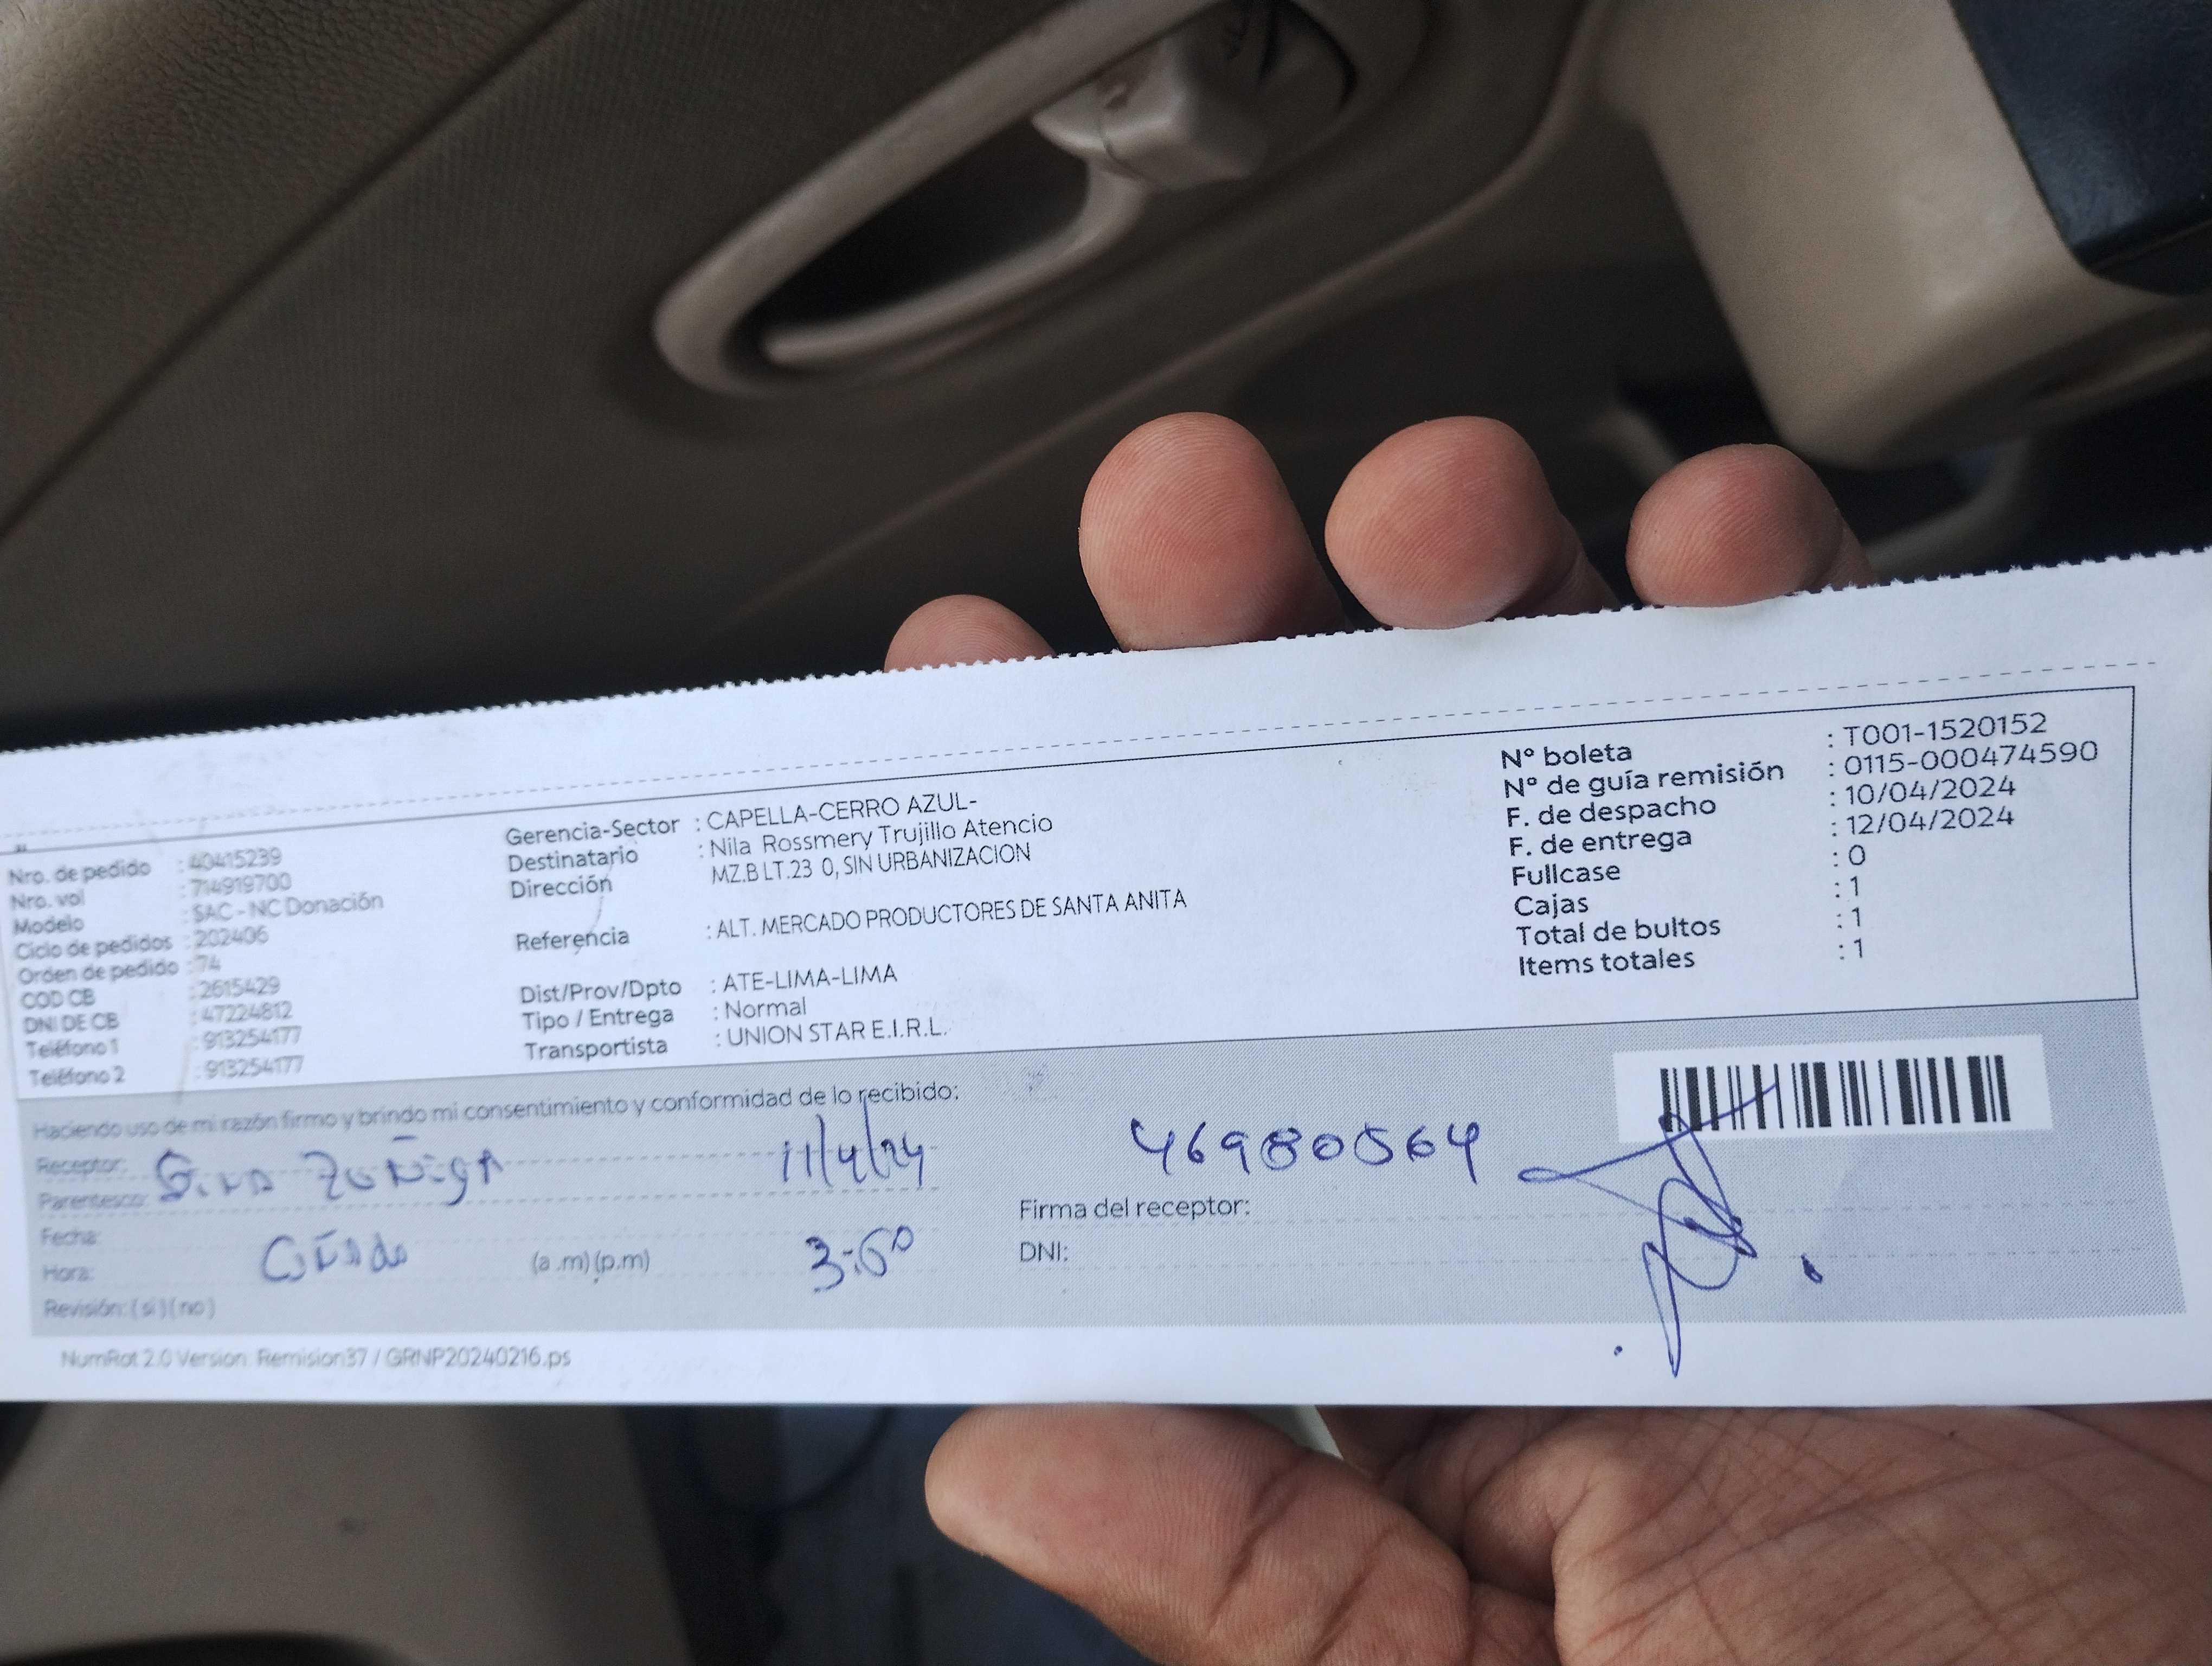 Nro. de pedido : 40415239
Nro. vol : 714919700
Modelo : SAC - NC Donación
Ciclo de pedidos : 202406
Orden de pedido : 74
COD CB : 2615429
DNI DE CB : 47224812
Teléfono 1 : 913254177
Teléfono 2 : 913254177
Gerencia-Sector : CAPELLA-CERRO AZUL-
Destinatario : Nila Rossmery Trujillo Atencio
Dirección MZ.B LT.23 0, SIN URBANIZACION
Referencia : ALT. MERCADO PRODUCTORES DE SANTA ANITA
Dist/Prov/Dpto : ATE-LIMA-LIMA
Tipo / Entrega : Normal
Transportista : UNION STAR E.I.R.L.
N° boleta : T001-1520152
N° de guía remisión : 0115-000474590
F. de despacho : 10/04/2024
F. de entrega : 12/04/2024
Fullcase : 0
Cajas : 1
Total de bultos : 1
Items totales : 1
Haciendo uso de mi razón firmo y brindo mi consentimiento y conformidad de lo recibido:
Receptor: Zuñiga 11/4/24
Parentesco:
Fecha:
Hora: (a.m)(p.m) 3:50
Revisión: (si)(no)
46980564
Firma del receptor:
DNI:
NumRot 2.0 Version Remision37 / GRNP20240216.ps